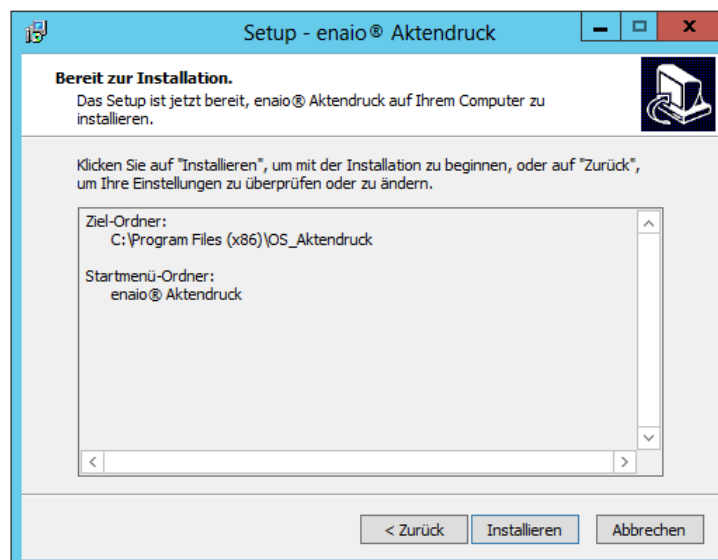 Setup - enaio® Aktendruck
Bereit zur Installation.
Das Setup ist jetzt bereit, enaio® Aktendruck auf Ihrem Computer zu
installieren.
Klicken Sie auf "Installieren", um mit der Installation zu beginnen, oder auf "Zurück",
um Ihre Einstellungen zu überprüfen oder zu ändern.
Ziel-Ordner:
C:\Program Files (x86)\OS_Aktendruck
Startmenü-Ordner:
enaio® Aktendruck
< Zurück
Installieren
Abbrechen